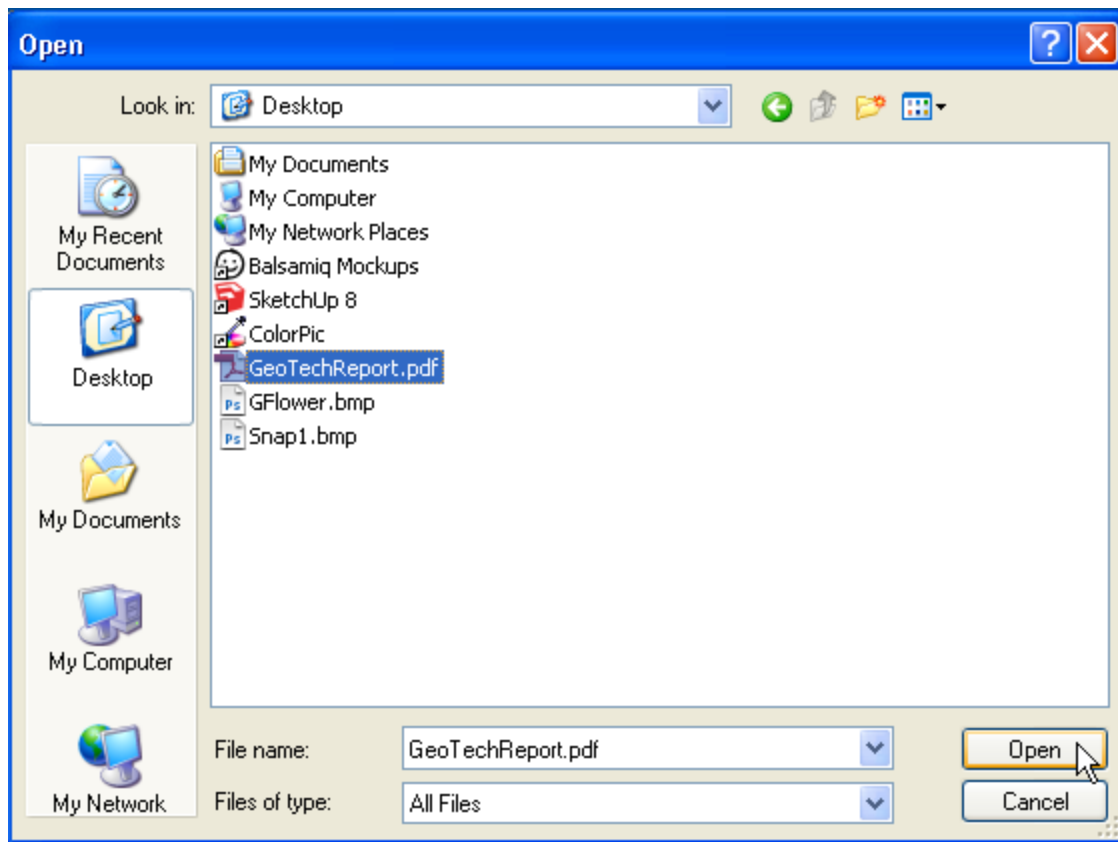 Open
Look in:
Desktop
My Recent
Documents
Desktop
My Documents
My Computer
My Network
My Documents
My Computer
My Network Places
Balsamiq Mockups
SketchUp 8
ColorPic
GeoTechReport.pdf
GFlower.bmp
Snap1.bmp
File name:
GeoTechReport.pdf
Open
Files of type:
All Files
Cancel